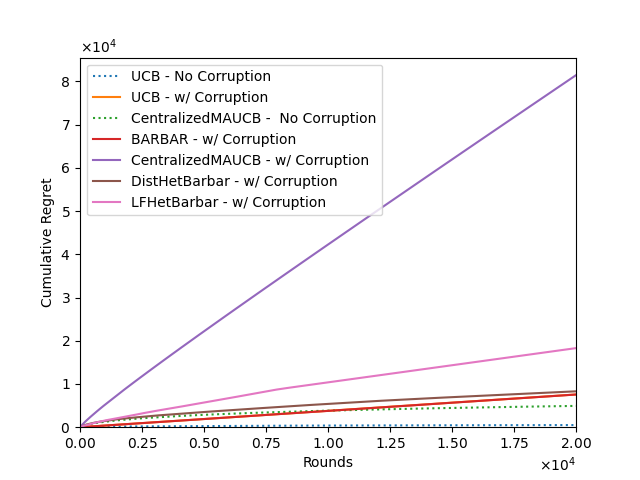 ×10⁴
8
7
6
5
4
3
2
1
0
Cumulative Regret
UCB - No Corruption
UCB - w/ Corruption
CentralizedMAUCB -  No Corruption
BARBAR - w/ Corruption
CentralizedMAUCB - w/ Corruption
DistHetBarbar - w/ Corruption
LFHetBarbar - w/ Corruption
0.00 0.25 0.50 0.75 1.00 1.25 1.50 1.75 2.00
Rounds
×10⁴